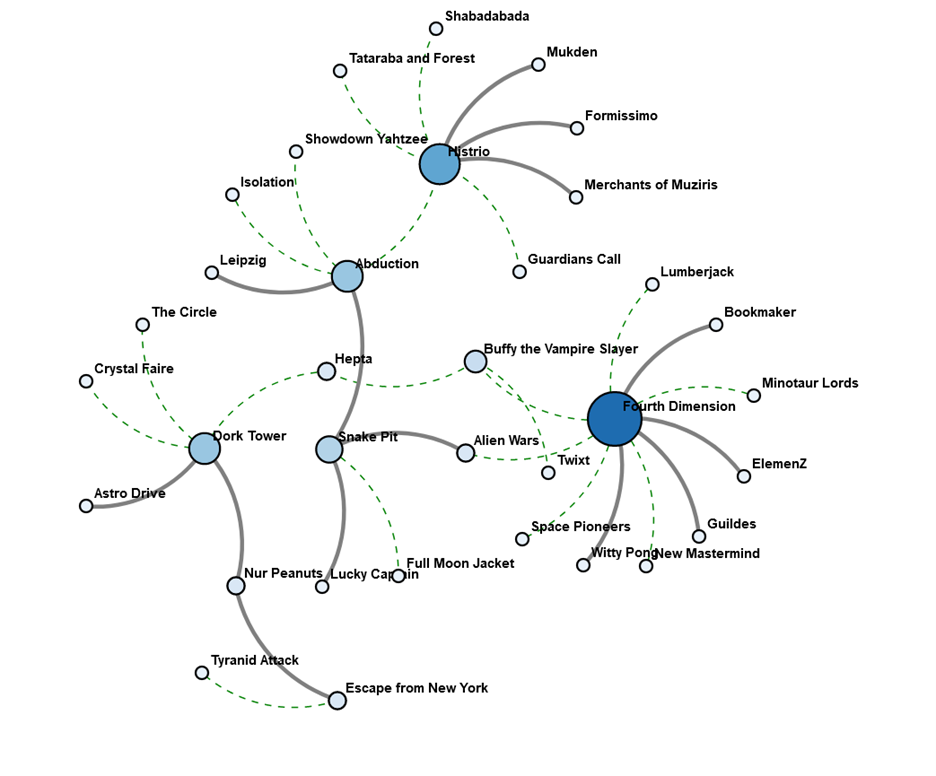 Shabadabada
Mukden
Tataraba and Forest
Formissimo
Showdown Yahtzee
Histrio
Isolation
Merchants of Muziris
Leipzig
Abduction
Guardians Call
Lumberjack
The Circle
Bookmaker
Hepta
Buffy the Vampire Slayer
Crystal Faire
Minotaur Lords
Fourth Dimension
Dork Tower
Snake Pit
Alien Wars
Twixt
ElemenZ
Astro Drive
Space Pioneers
Guildes
Witty Pong
New Mastermind
Nur Peanuts
Lucky Captain
Full Moon Jacket
Tyranid Attack
Escape from New York